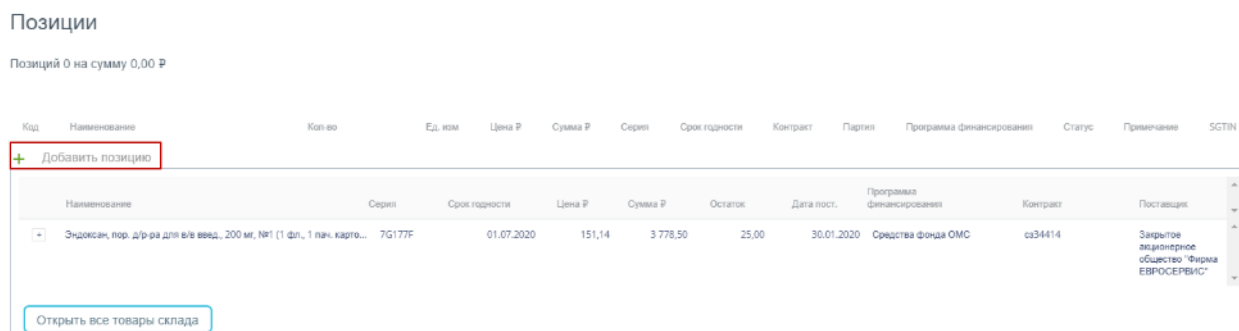 Позиции
Позиций 0 на сумму 0,00 ₽
Код Наименование Кол-во Ед. изм Цена ₽ Сумма ₽ Серия Срок годности Контракт Партия Программа финансирования Статус Примечание SGTIN
+ Добавить позицию
Программа
Наименование Серия Срок годности Цена ₽ Сумма ₽ Остаток Дата пост. финансирования Контракт Поставщик
+ Эндоксан, пор. д/р-ра для в/в введ., 200 мг, №1 (1 фл., 1 пач. карто... 7G177F 01.07.2020 151,14 3 778,50 25,00 30.01.2020 Средства фонда ОМС сз34414 Закрытое
акционерное
общество "Фирма
ЕВРОСЕРВИС"
Открыть все товары склада